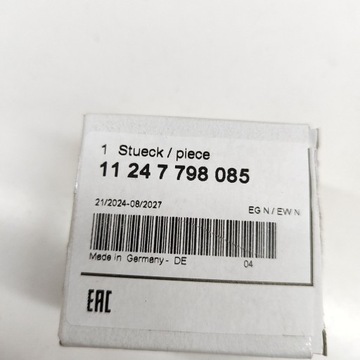 1 Stueck / piece
11 24 7 798 085
21/2024-08/2027 EG N / EW N
Made in Germany - DE 04
EAC